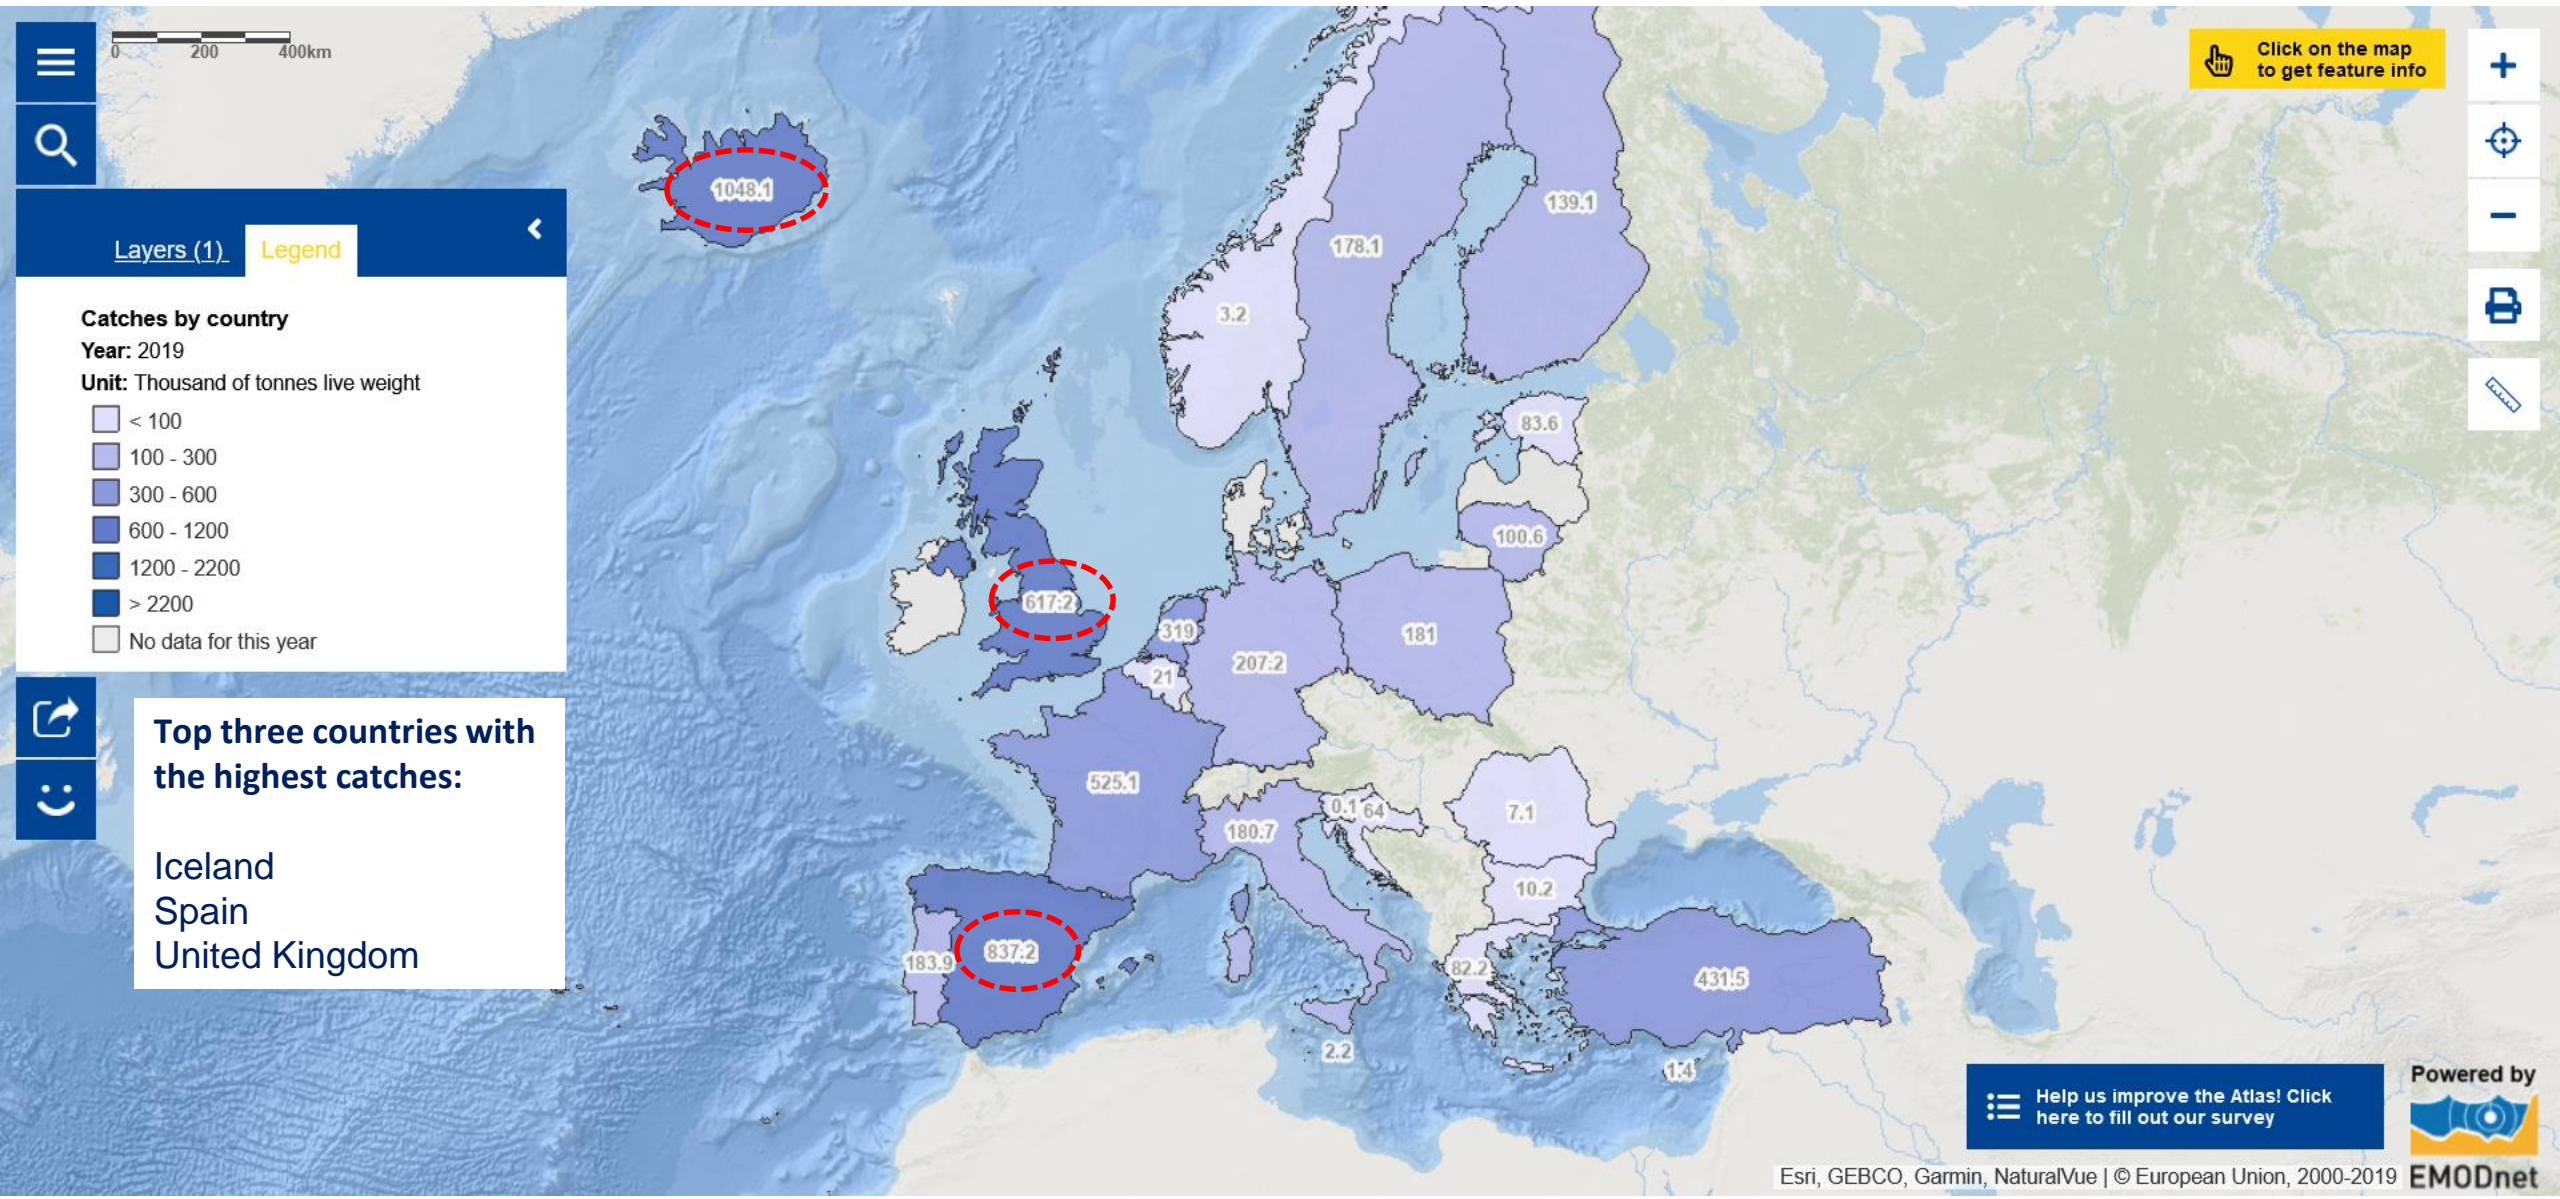 0 200 400km
Click on the map
to get feature info
Layers (1)
Legend
Catches by country
Year: 2019
Unit: Thousand of tonnes live weight
< 100
100 - 300
300 - 600
600 - 1200
1200 - 2200
> 2200
No data for this year
Top three countries with
the highest catches:
Iceland
Spain
United Kingdom
1048.1
139.1
178.1
3.2
83.6
100.6
617.2
319
181
207.2
21
525.1
0.1
64
7.1
180.7
10.2
837.2
183.9
82.2
431.5
2.2
1.4
Help us improve the Atlas! Click
here to fill out our survey
Powered by
EMODnet
Esri, GEBCO, Garmin, NaturalVue | © European Union, 2000-2019